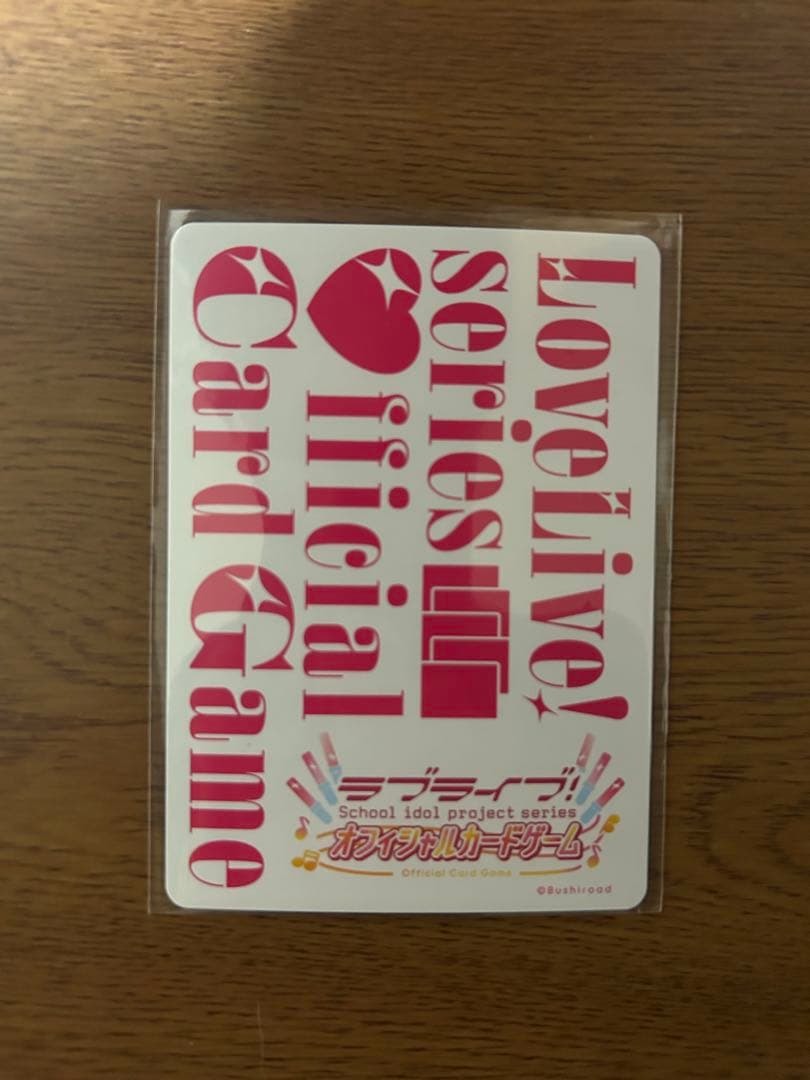 LoveLive!
series
♥fficial
Card Game
ラブライブ!
School idol project series
オフィシャルカードゲーム
Official Card Game
©Bushiroad